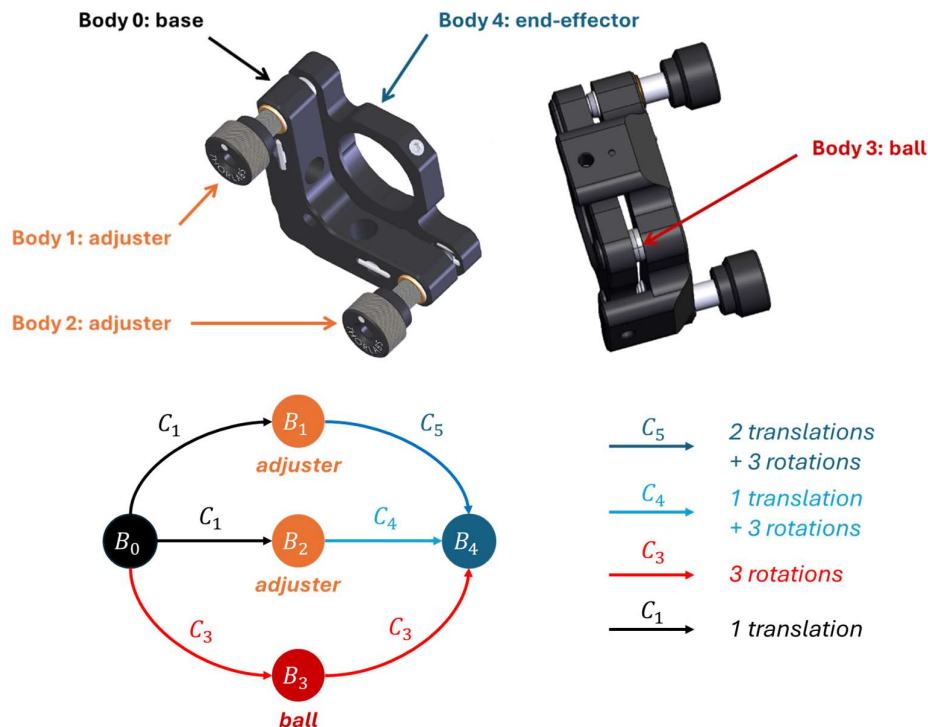 Body 0: base
Body 4: end-effector
Body 3: ball
Body 1: adjuster
Body 2: adjuster
THORLABS
THORLABS
C₁
B₁
C₅
adjuster
B₀
C₁
B₂
C₄
B₄
adjuster
C₃
B₃
C₃
ball
C₅
2 translations
+ 3 rotations
C₄
1 translation
+ 3 rotations
C₃
3 rotations
C₁
1 translation